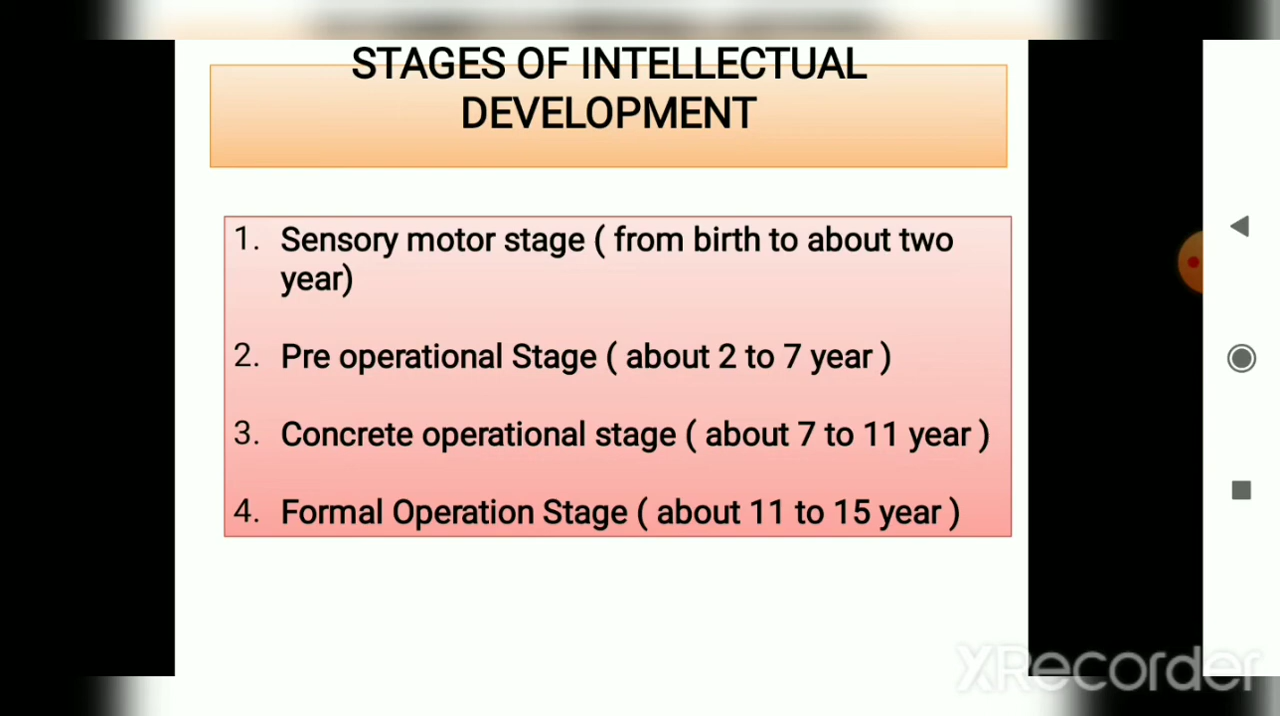 STAGES OF INTELLECTUAL
DEVELOPMENT
1. Sensory motor stage ( from birth to about two
year)
2. Pre operational Stage ( about 2 to 7 year )
3. Concrete operational stage ( about 7 to 11 year )
4. Formal Operation Stage ( about 11 to 15 year )
XRecorder